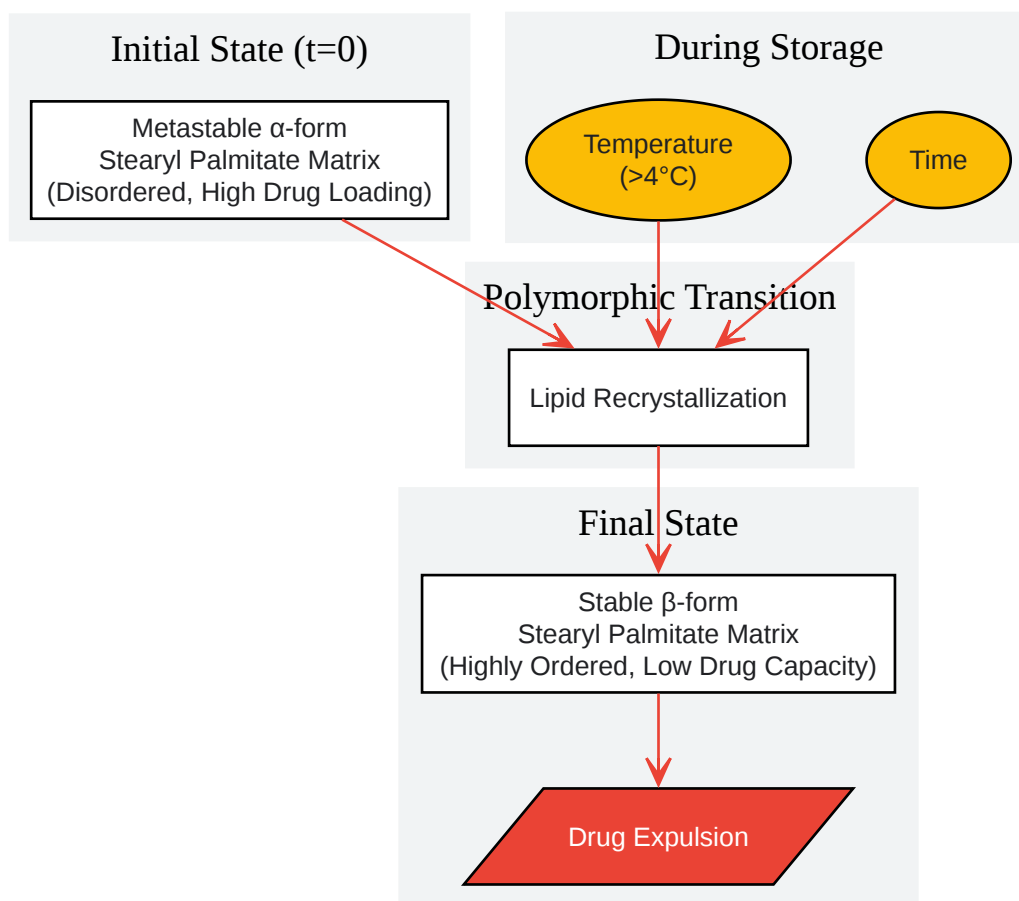 Initial State (t=0)
Metastable α-form
Stearyl Palmitate Matrix
(Disordered, High Drug Loading)
During Storage
Temperature
(>4°C)
Time
Polymorphic Transition
Lipid Recrystallization
Final State
Stable β-form
Stearyl Palmitate Matrix
(Highly Ordered, Low Drug Capacity)
Drug Expulsion